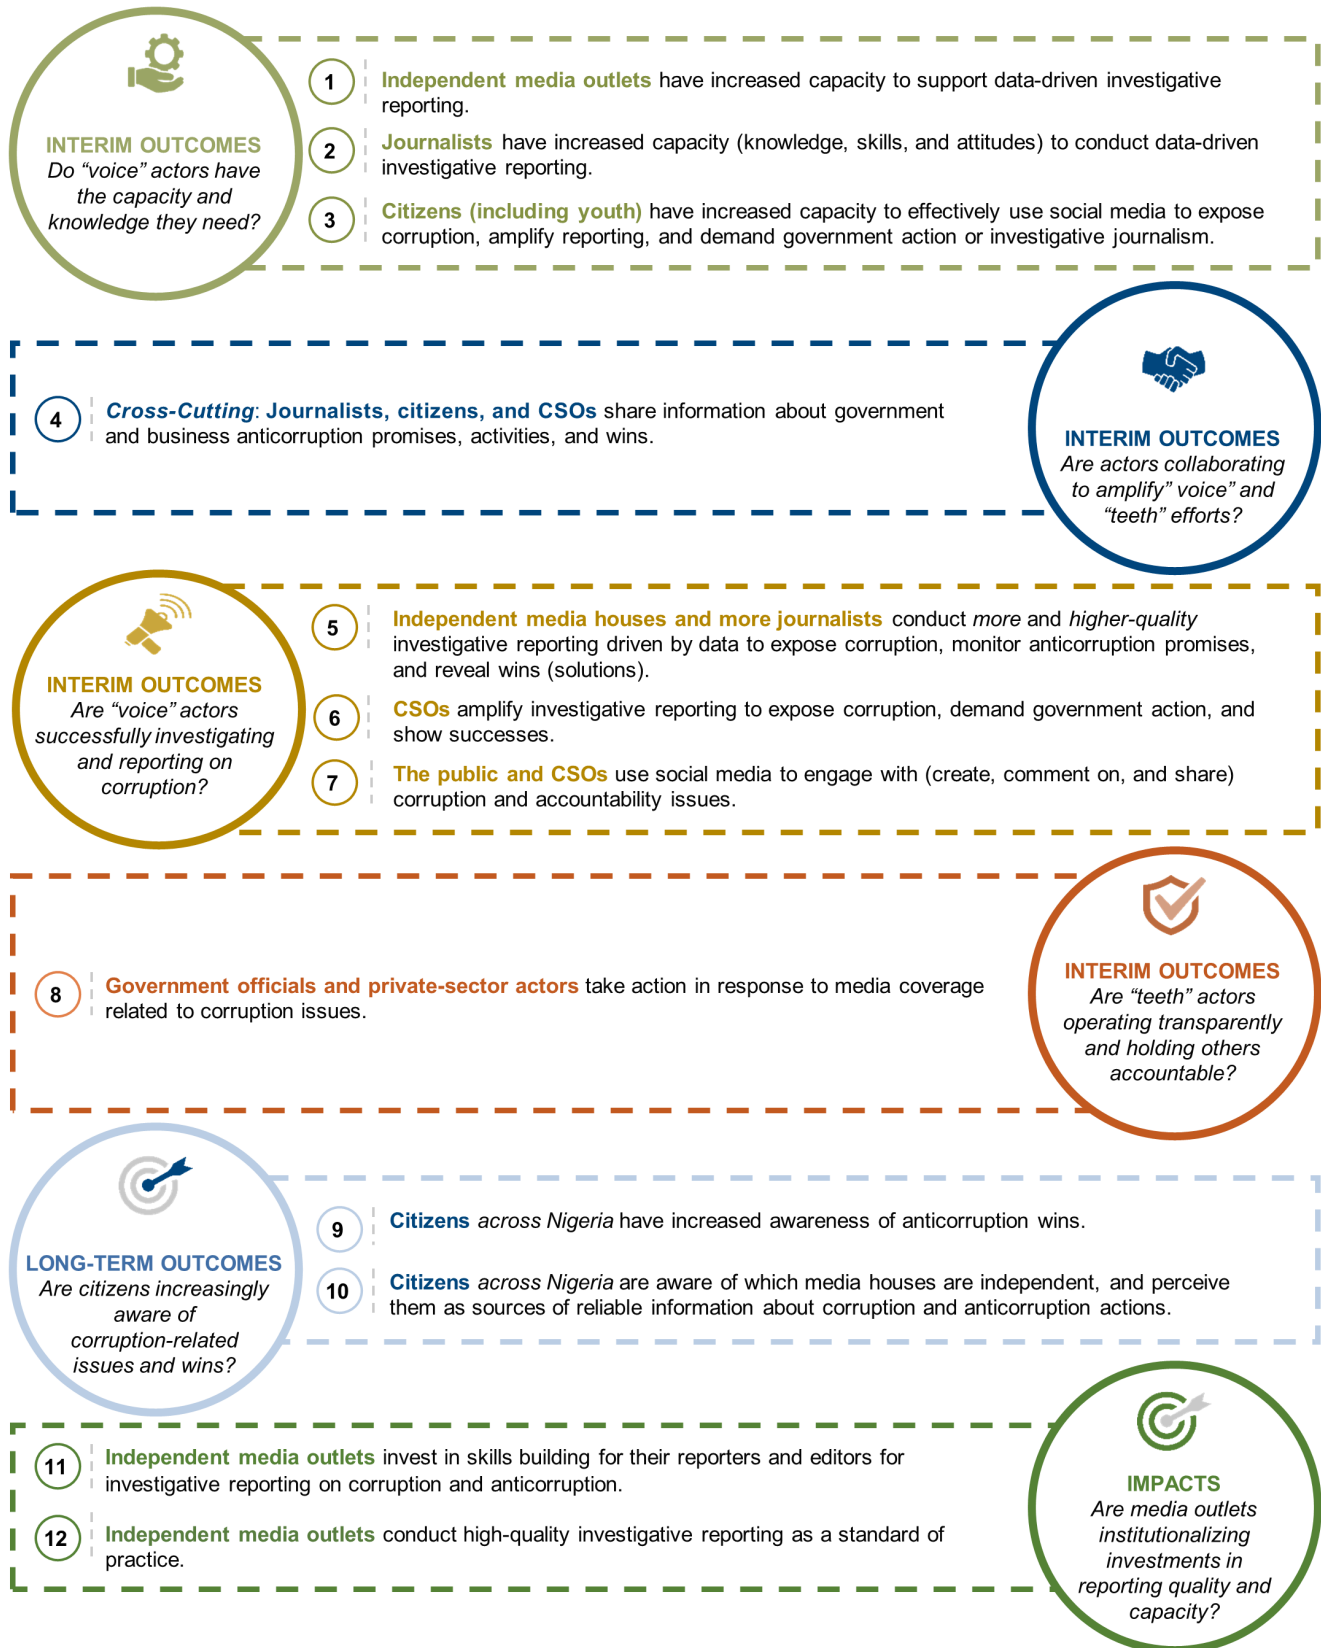 INTERIM OUTCOMES
Do “voice” actors have
the capacity and
knowledge they need?
1
Independent media outlets have increased capacity to support data-driven investigative
reporting.
2
Journalists have increased capacity (knowledge, skills, and attitudes) to conduct data-driven
investigative reporting.
3
Citizens (including youth) have increased capacity to effectively use social media to expose
corruption, amplify reporting, and demand government action or investigative journalism.
4
Cross-Cutting: Journalists, citizens, and CSOs share information about government
and business anticorruption promises, activities, and wins.
INTERIM OUTCOMES
Are actors collaborating
to amplify” voice” and
“teeth” efforts?
INTERIM OUTCOMES
Are “voice” actors
successfully investigating
and reporting on
corruption?
5
Independent media houses and more journalists conduct more and higher-quality
investigative reporting driven by data to expose corruption, monitor anticorruption promises,
and reveal wins (solutions).
6
CSOs amplify investigative reporting to expose corruption, demand government action, and
show successes.
7
The public and CSOs use social media to engage with (create, comment on, and share)
corruption and accountability issues.
8
Government officials and private-sector actors take action in response to media coverage
related to corruption issues.
INTERIM OUTCOMES
Are “teeth” actors
operating transparently
and holding others
accountable?
LONG-TERM OUTCOMES
Are citizens increasingly
aware of
corruption-related
issues and wins?
9
Citizens across Nigeria have increased awareness of anticorruption wins.
10
Citizens across Nigeria are aware of which media houses are independent, and perceive
them as sources of reliable information about corruption and anticorruption actions.
11
Independent media outlets invest in skills building for their reporters and editors for
investigative reporting on corruption and anticorruption.
12
Independent media outlets conduct high-quality investigative reporting as a standard of
practice.
IMPACTS
Are media outlets
institutionalizing
investments in
reporting quality and
capacity?